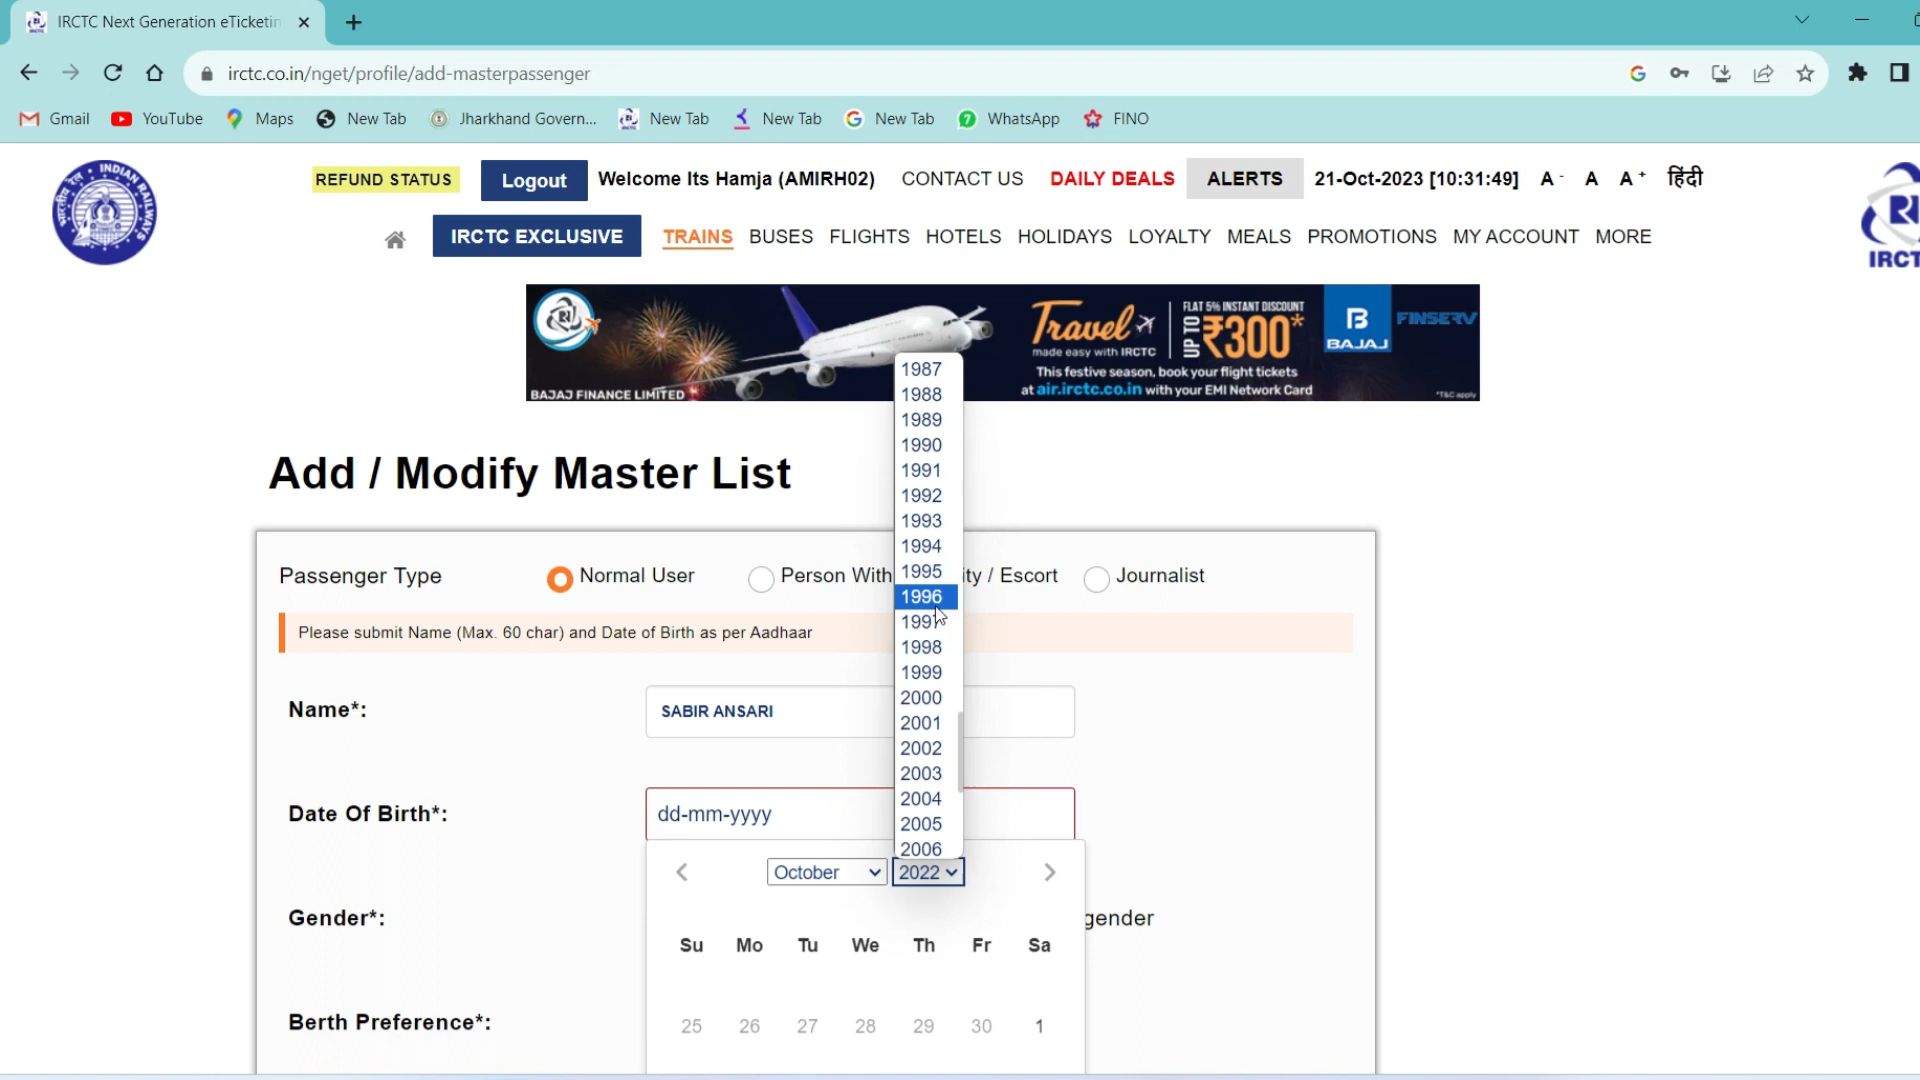 IRCTC Next Generation eTicketin
irctc.co.in/nget/profile/add-masterpassenger
Gmail YouTube Maps New Tab Jharkhand Govern... New Tab New Tab New Tab WhatsApp FINO
REFUND STATUS Logout Welcome Its Hamja (AMIRH02) CONTACT US DAILY DEALS ALERTS 21-Oct-2023 [10:31:49] A- A A+ हिंदी
IRCTC EXCLUSIVE TRAINS BUSES FLIGHTS HOTELS HOLIDAYS LOYALTY MEALS PROMOTIONS MY ACCOUNT MORE
INDIAN RAILWAYS
भारतीय रेल
IRCT
Travel
made easy with IRCTC
FLAT 5% INSTANT DISCOUNT
UP TO ₹300*
B BAJAJ FINSERV
This festive season, book your flight tickets
at air.irctc.co.in with your EMI Network Card
BAJAJ FINANCE LIMITED
*T&C apply
Add / Modify Master List
Passenger Type Normal User Person With ity / Escort Journalist
Please submit Name (Max. 60 char) and Date of Birth as per Aadhaar
Name*: SABIR ANSARI
Date Of Birth*: dd-mm-yyyy
1987
1988
1989
1990
1991
1992
1993
1994
1995
1996
1997
1998
1999
2000
2001
2002
2003
2004
2005
2006
October 2022
Gender*: gender
Su Mo Tu We Th Fr Sa
Berth Preference*:
25 26 27 28 29 30 1